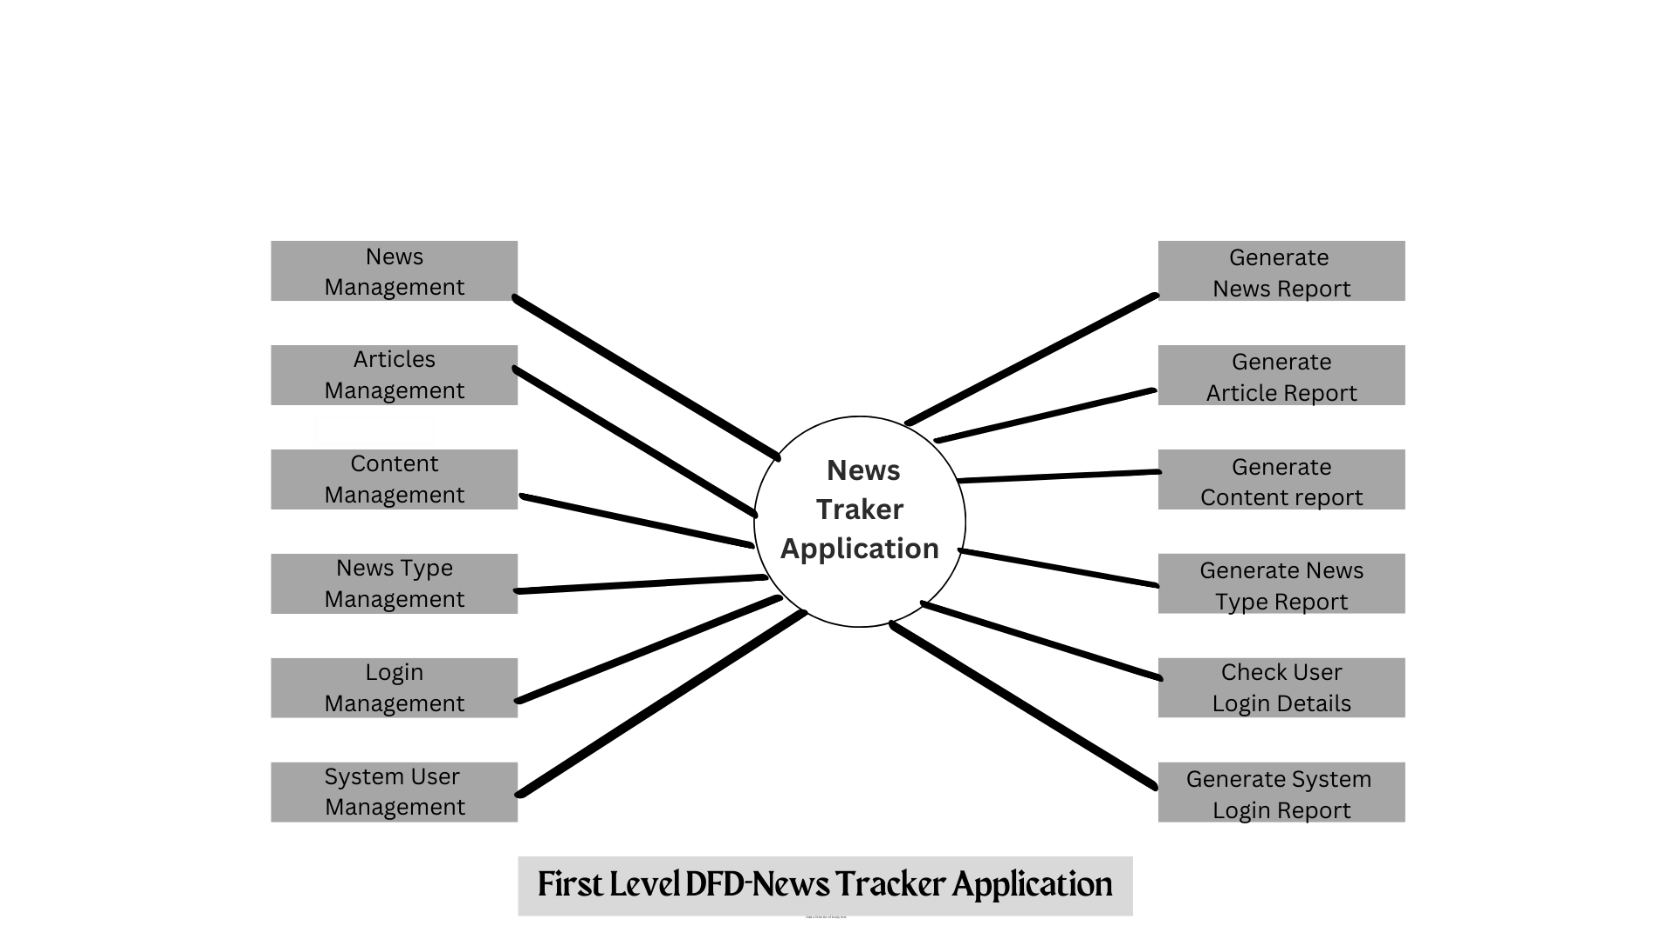 News
Management
Articles
Management
Content
Management
News Type
Management
Login
Management
System User
Management
News
Traker
Application
Generate
News Report
Generate
Article Report
Generate
Content report
Generate News
Type Report
Check User
Login Details
Generate System
Login Report
First Level DFD-News Tracker Application